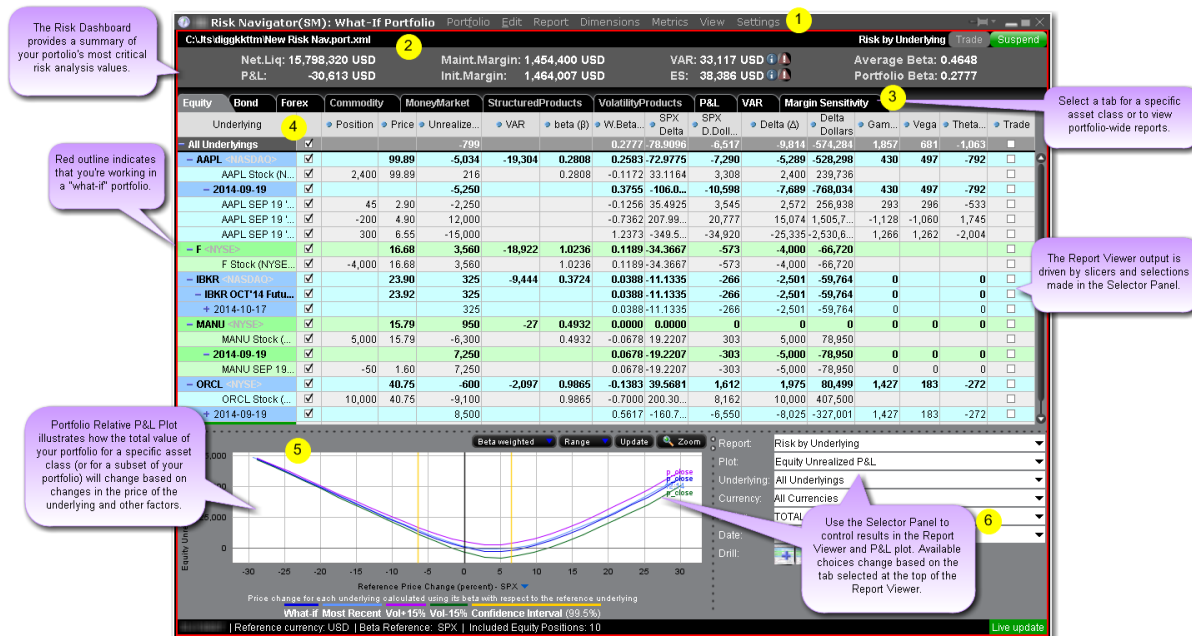 Risk Navigator(SM): What-If Portfolio Portfolio Edit Report Dimensions Metrics View Settings 1
C:\Jts\diggkkttm\New Risk Nav.port.xml 2 Risk by Underlying Trade Suspend
Net.Liq: 15,798,320 USD Maint.Margin: 1,454,400 USD VAR: 33,117 USD Average Beta: 0.4648
P&L: -30,613 USD Init.Margin: 1,464,007 USD ES: 38,386 USD Portfolio Beta: 0.2777
The Risk Dashboard
provides a summary of
your portolio's most critical
risk analysis values.
Equity Bond Forex Commodity MoneyMarket StructuredProducts VolatilityProducts P&L VAR Margin Sensitivity 3
Select a tab for a specific
asset class or to view
portfolio-wide reports.
Underlying 4 Position Price Unrealize... VAR beta (β) W.Beta... SPX Delta SPX D.Doll... Delta (Δ) Delta Dollars Gam... Vega Theta... Trade
All Underlyings -799 0.2777 -78.9096 -6,517 -9,814 -574,284 1,857 681 -1,063
AAPL <NASDAQ> 99.89 -5,034 -19,304 0.2808 0.2583 -72.9775 -7,290 -5,289 -528,298 430 497 -792
AAPL Stock (N... 2,400 99.89 216 0.2808 -0.1172 33.1164 3,308 2,400 239,736
2014-09-19 -5,250 0.3755 -106.0... -10,598 -7,689 -768,034 430 497 -792
AAPL SEP 19 '... 45 2.90 -2,250 -0.1256 35.4925 3,545 2,572 256,938 293 296 -533
AAPL SEP 19 '... -200 4.90 12,000 -0.7362 207.99... 20,777 15,074 1,505,7... -1,128 -1,060 1,745
AAPL SEP 19 '... 300 6.55 -15,000 1.2373 -349.5... -34,920 -25,335 -2,530,6... 1,266 1,262 -2,004
F <NYSE> 16.68 3,560 -18,922 1.0236 0.1189 -34.3667 -573 -4,000 -66,720
F Stock (NYSE... -4,000 16.68 3,560 1.0236 0.1189 -34.3667 -573 -4,000 -66,720
IBKR <NASDAQ> 23.90 325 -9,444 0.3724 0.0388 -11.1335 -266 -2,501 -59,764 0 0 0
IBKR OCT'14 Futu... 23.92 325 0.0388 -11.1335 -266 -2,501 -59,764 0 0 0
2014-10-17 325 0.0388 -11.1335 -266 -2,501 -59,764 0 0 0
MANU <NYSE> 15.79 950 -27 0.4932 0.0000 0.0000 0 0 0 0 0 0
MANU Stock (... 5,000 15.79 -6,300 0.4932 -0.0678 19.2207 303 5,000 78,950
2014-09-19 7,250 0.0678 -19.2207 -303 -5,000 -78,950 0 0 0
MANU SEP 19... -50 1.60 7,250 0.0678 -19.2207 -303 -5,000 -78,950 0 0 0
ORCL <NYSE> 40.75 -600 -2,097 0.9865 -0.1383 39.5681 1,612 1,975 80,499 1,427 183 -272
ORCL Stock (... 10,000 40.75 -9,100 0.9865 -0.7000 200.30... 8,162 10,000 407,500
2014-09-19 8,500 0.5617 -160.7... -6,550 -8,025 -327,001 1,427 183 -272
Red outline indicates
that you're working in
a "what-if" portfolio.
The Report Viewer output is
driven by slicers and selections
made in the Selector Panel.
Portfolio Relative P&L Plot
illustrates how the total value of
your portfolio for a specific asset
class (or for a subset of your
portfolio) will change based on
changes in the price of the
underlying and other factors.
5 Beta weighted Range Update Zoom
p_close
p_close
p_close
0
-30 -25 -20 -15 -10 -5 0 5 10 15 20 25 30
Reference Price Change (percent) - SPX
Price change for each underlying calculated using its beta with respect to the reference underlying
What-if Most Recent Vol+15% Vol-15% Confidence Interval (99.5%)
Report: Risk by Underlying
Plot: Equity Unrealized P&L
Underlying: All Underlyings
Currency: All Currencies
TOTAL
Date:
Drill:
6
Use the Selector Panel to
control results in the Report
Viewer and P&L plot. Available
choices change based on the
tab selected at the top of the
Report Viewer.
| Reference currency: USD | Beta Reference: SPX | Included Equity Positions: 10 Live update